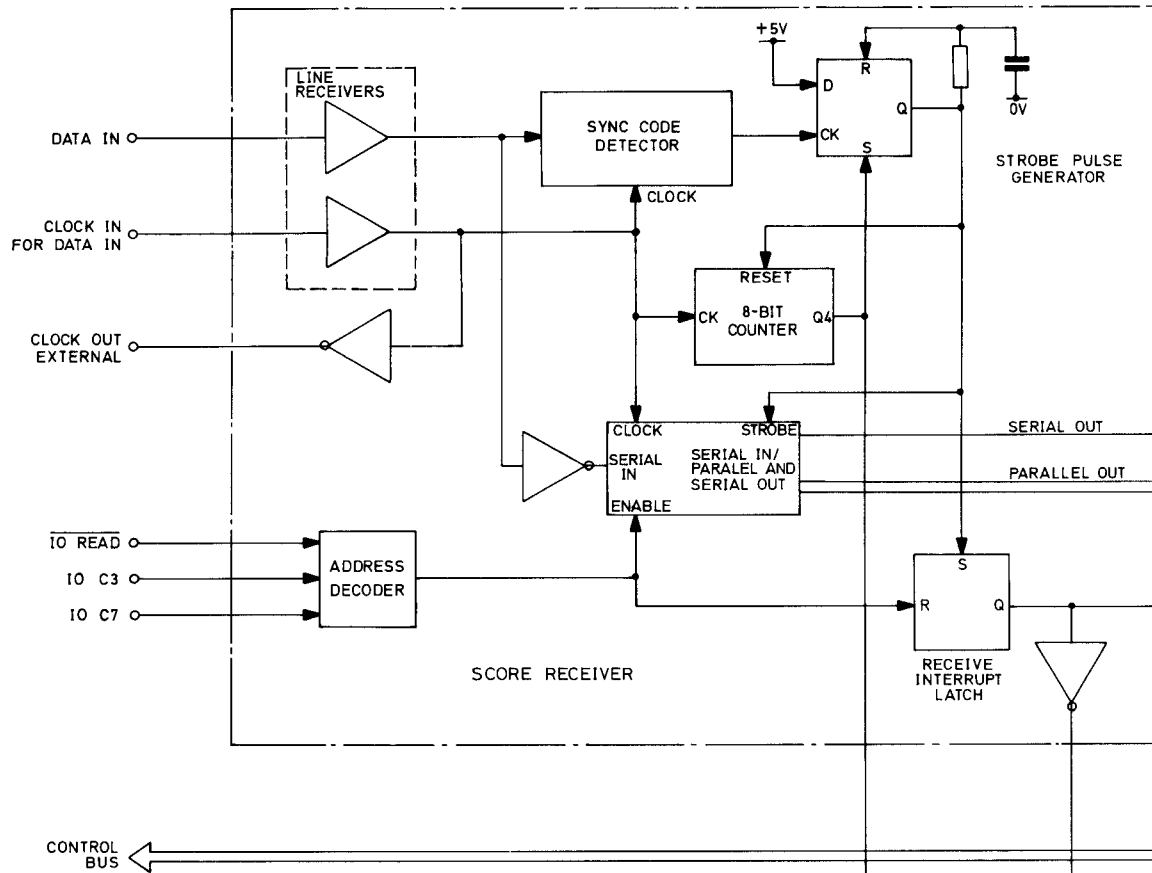 +5V
LINE
RECEIVERS
R
D
Q
CK
S
0V
DATA IN
SYNC CODE
DETECTOR
STROBE PULSE
GENERATOR
CLOCK
CLOCK IN
FOR DATA IN
RESET
CK
8-BIT
COUNTER
Q4
CLOCK OUT
EXTERNAL
CLOCK
STROBE
SERIAL
IN
SERIAL IN/
PARALEL AND
SERIAL OUT
ENABLE
SERIAL OUT
PARALLEL OUT
IO READ
IO C3
IO C7
ADDRESS
DECODER
S
R
Q
RECEIVE
INTERRUPT
LATCH
SCORE RECEIVER
CONTROL
BUS